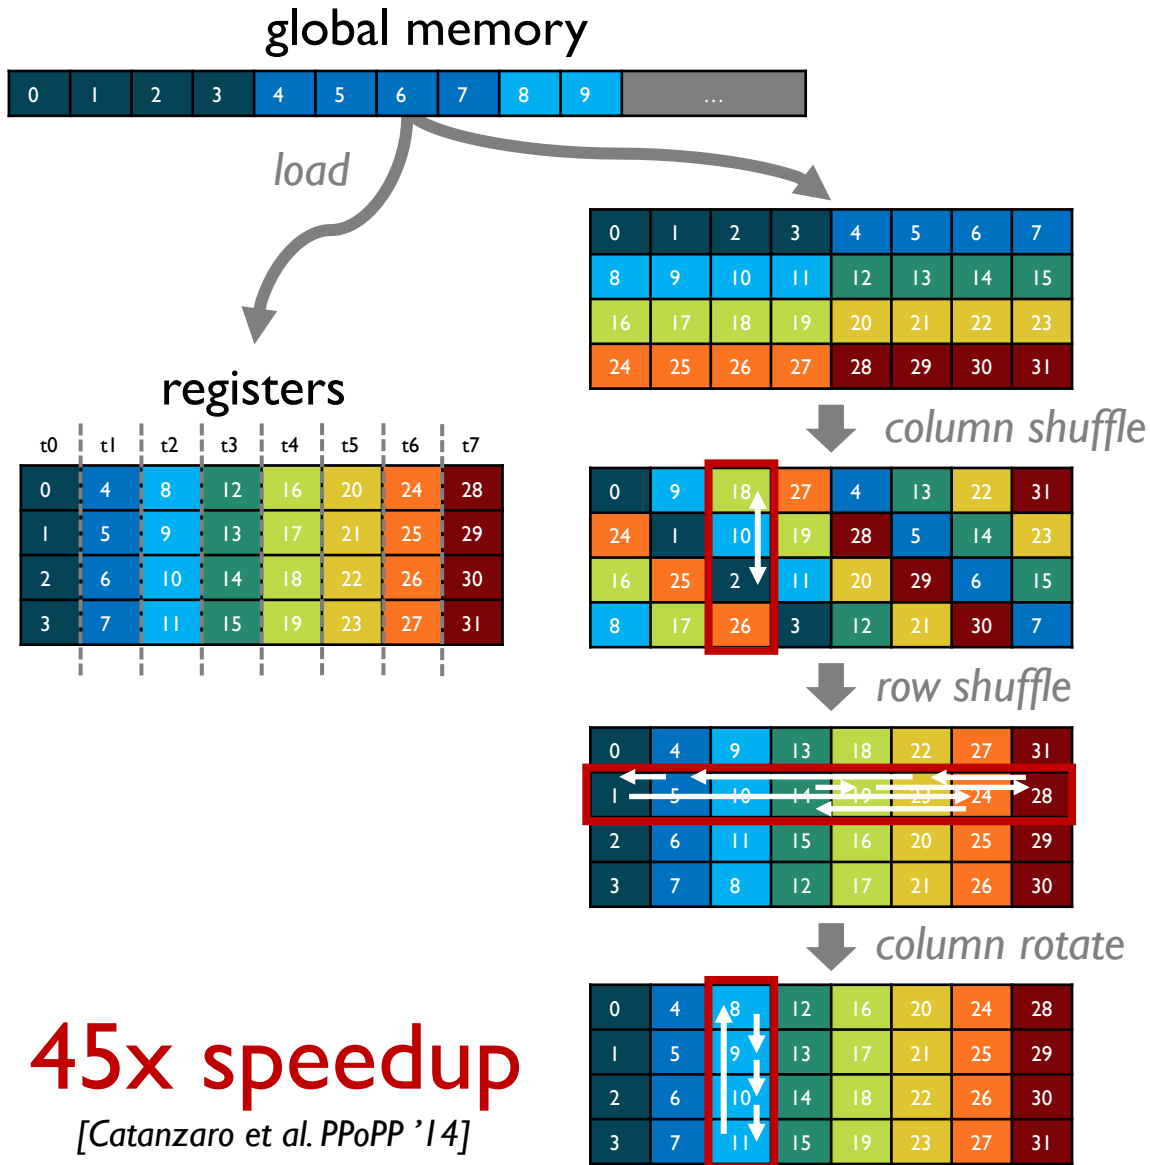 global memory
0 1 2 3 4 5 6 7 8 9 ...
load
0 1 2 3 4 5 6 7
8 9 10 11 12 13 14 15
16 17 18 19 20 21 22 23
24 25 26 27 28 29 30 31
registers
t0 t1 t2 t3 t4 t5 t6 t7
0 4 8 12 16 20 24 28
1 5 9 13 17 21 25 29
2 6 10 14 18 22 26 30
3 7 11 15 19 23 27 31
column shuffle
0 9 18 27 4 13 22 31
24 1 10 19 28 5 14 23
16 25 2 11 20 29 6 15
8 17 26 3 12 21 30 7
row shuffle
0 4 9 13 18 22 27 31
1 5 10 14 19 23 24 28
2 6 11 15 16 20 25 29
3 7 8 12 17 21 26 30
column rotate
0 4 8 12 16 20 24 28
1 5 9 13 17 21 25 29
2 6 10 14 18 22 26 30
3 7 11 15 19 23 27 31
45x speedup
[Catanzaro et al. PPoPP ’14]